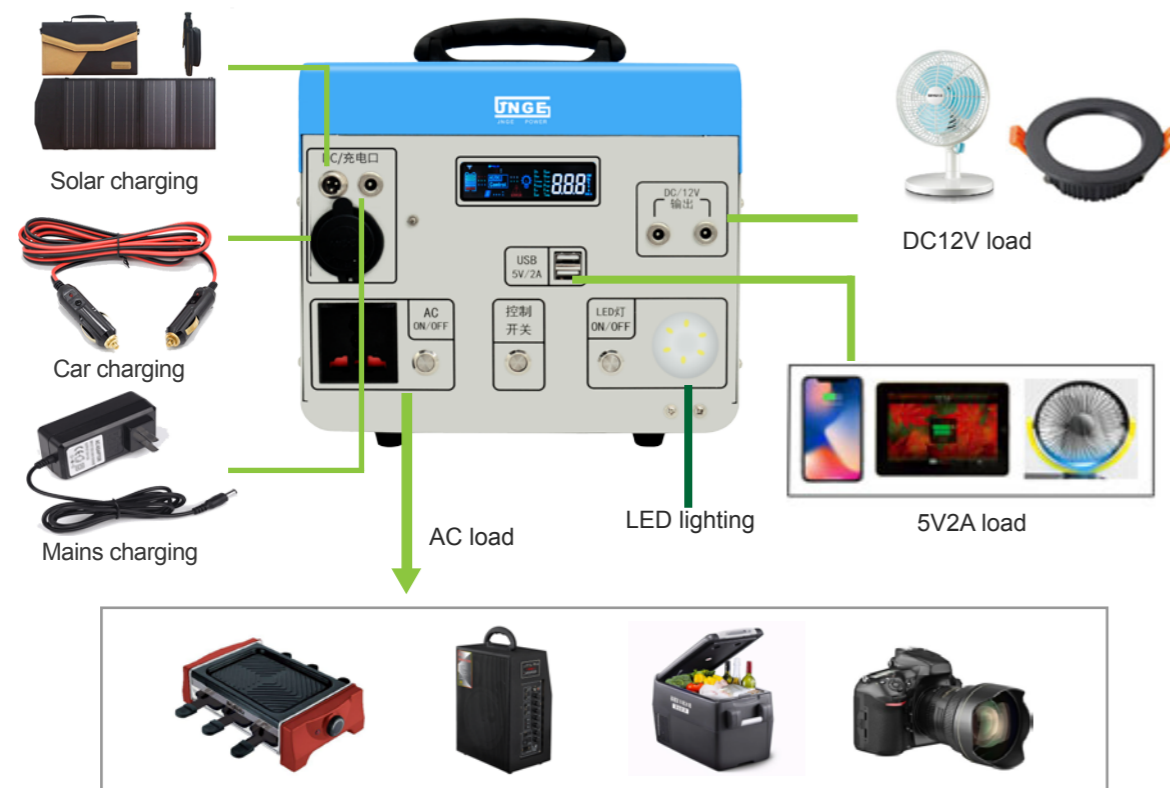 JNGE
JNGE POWER
DC/充电口
888
DC/12V
输出
USB
5V/2A
AC
ON/OFF
控制
开关
LED灯
ON/OFF
Solar charging
Car charging
Mains charging
DC12V load
5V2A load
LED lighting
AC load